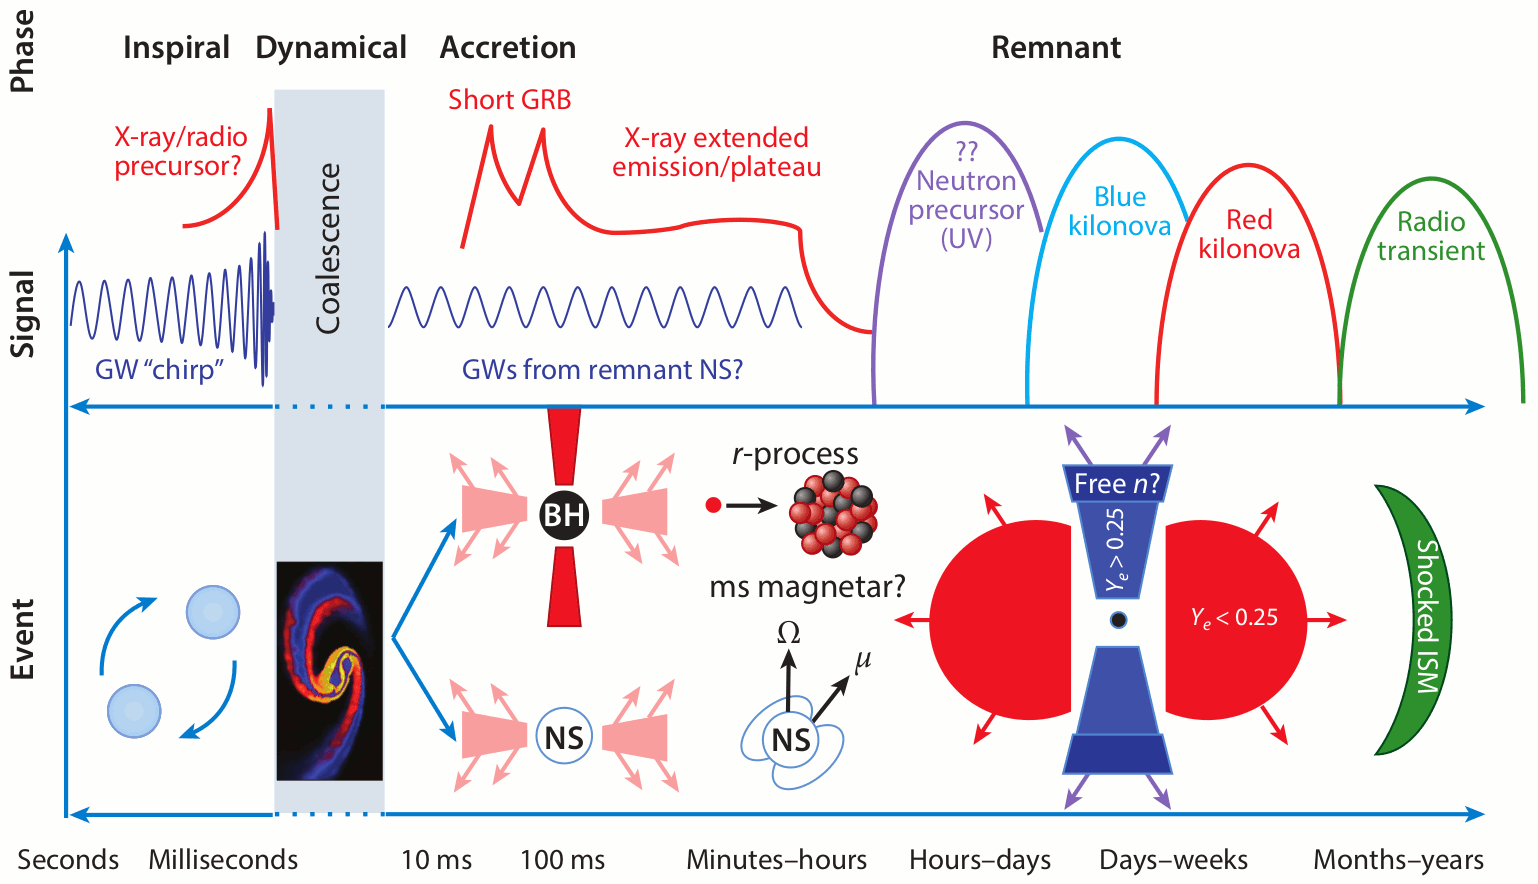 Phase
Inspiral
Dynamical
Accretion
Remnant
Signal
X-ray/radio
precursor?
Coalescence
Short GRB
X-ray extended
emission/plateau
??
Neutron
precursor
(UV)
Blue
kilonova
Red
kilonova
Radio
transient
GW “chirp”
GWs from remnant NS?
Event
BH
NS
r-process
ms magnetar?
Ω
μ
NS
Free n?
Ye > 0.25
Ye < 0.25
Shocked ISM
Seconds
Milliseconds
10 ms
100 ms
Minutes–hours
Hours–days
Days–weeks
Months–years